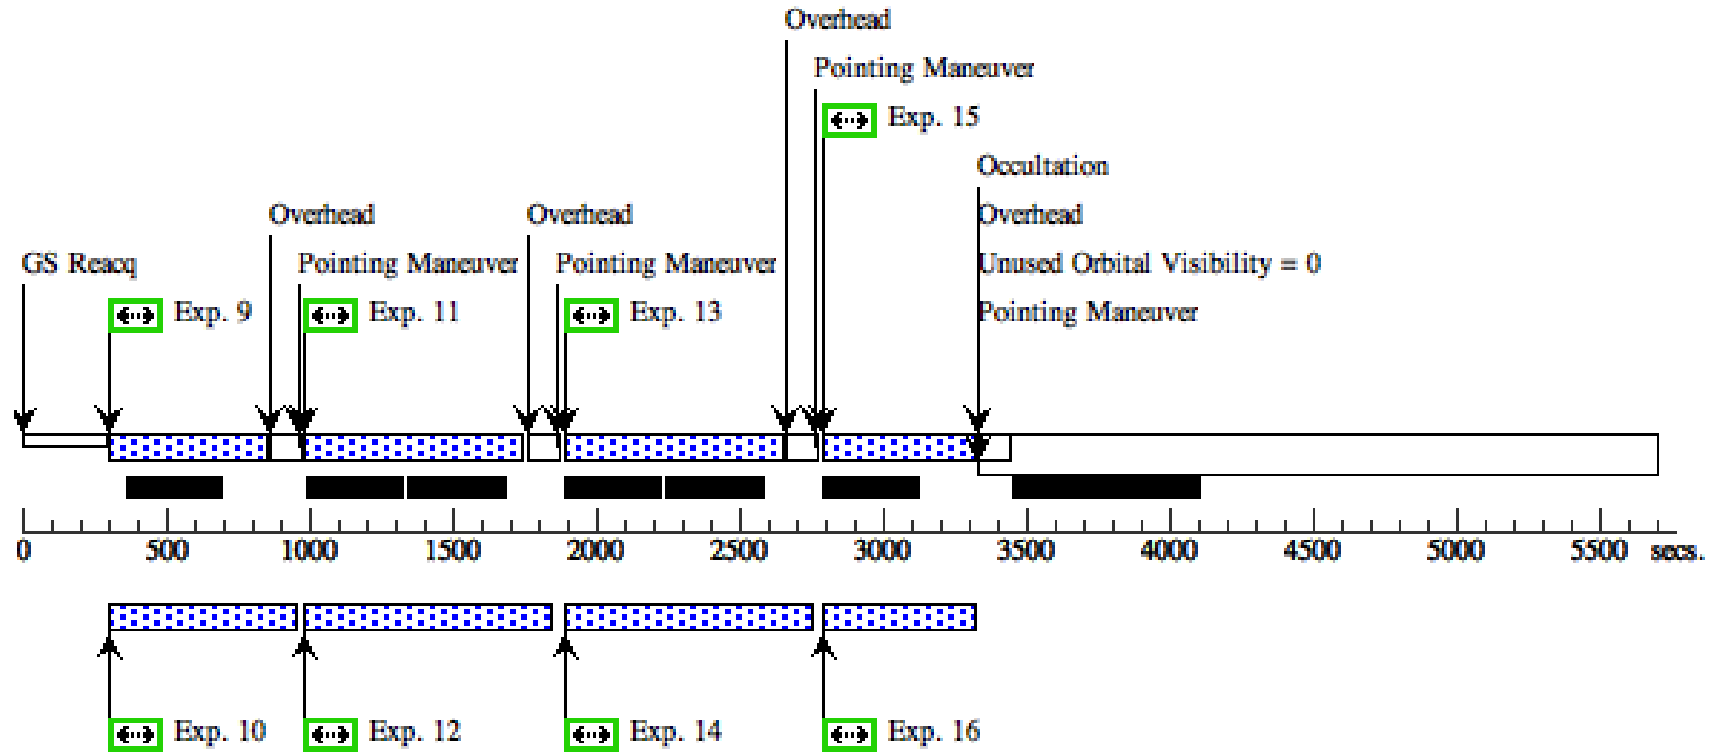 Overhead
Pointing Maneuver
Exp. 15
Occultation
Overhead
Overhead
Overhead
GS Reacq
Pointing Maneuver
Pointing Maneuver
Unused Orbital Visibility = 0
Exp. 9
Exp. 11
Exp. 13
Pointing Maneuver
0 500 1000 1500 2000 2500 3000 3500 4000 4500 5000 5500 secs.
Exp. 10
Exp. 12
Exp. 14
Exp. 16